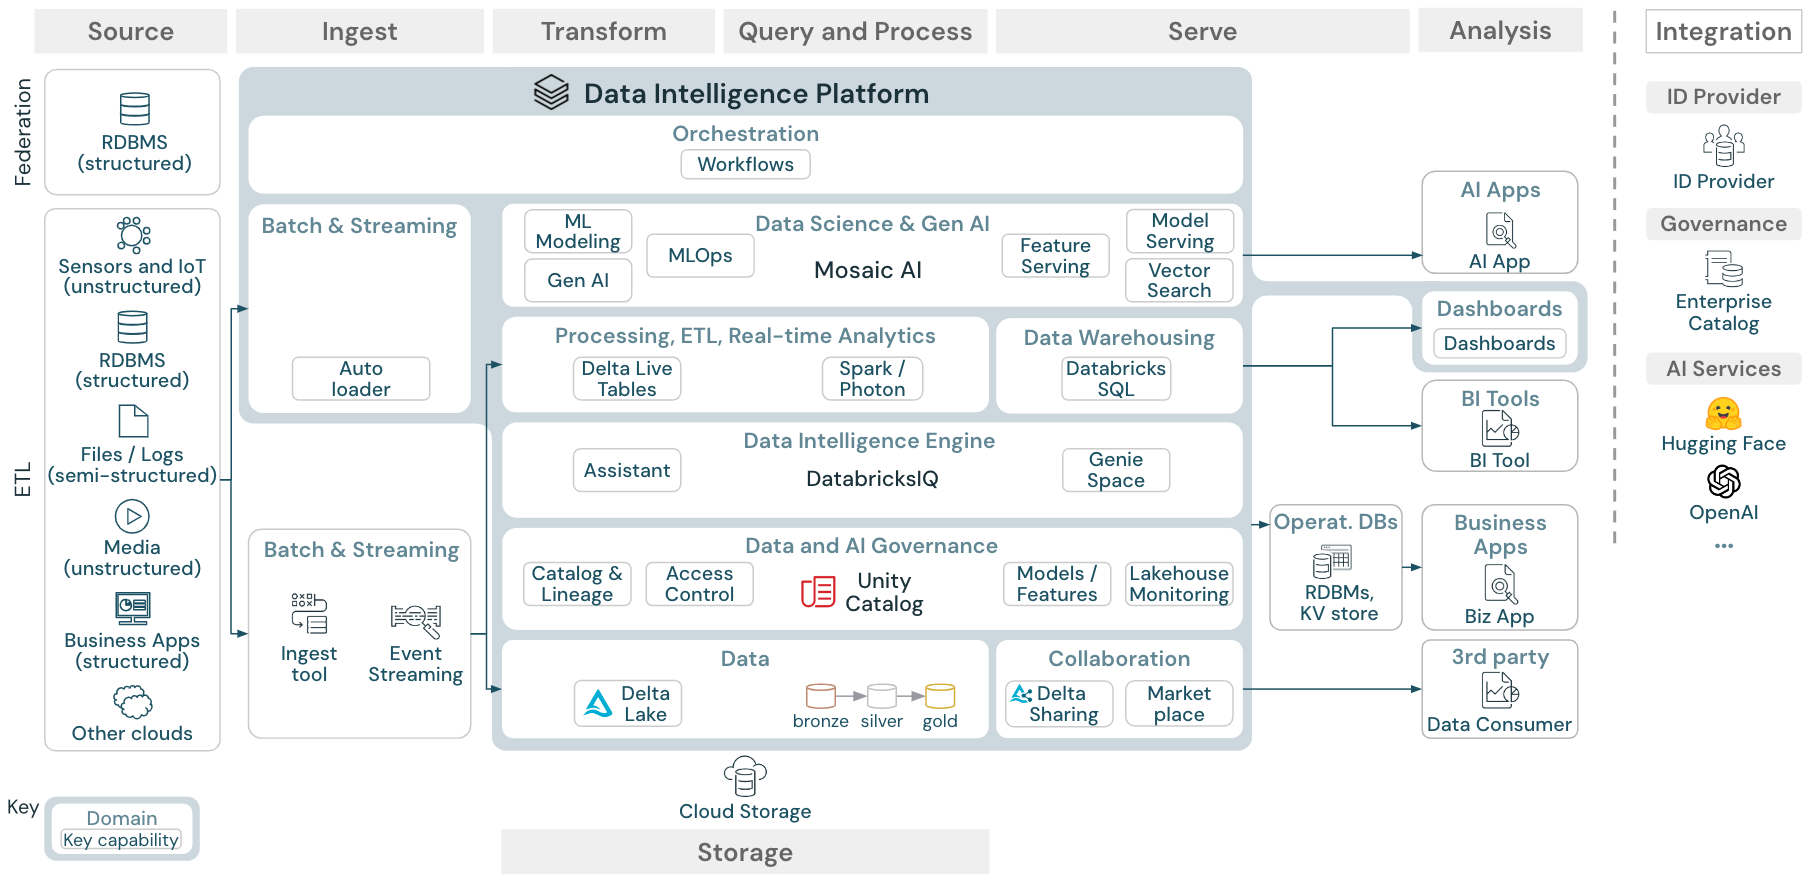 Source
Ingest
Transform
Query and Process
Serve
Analysis
Integration
Federation
RDBMS
(structured)
ETL
Sensors and IoT
(unstructured)
RDBMS
(structured)
Files / Logs
(semi-structured)
Media
(unstructured)
Business Apps
(structured)
Other clouds
Data Intelligence Platform
Orchestration
Workflows
Batch & Streaming
Auto
loader
Batch & Streaming
Ingest
tool
Event
Streaming
Data Science & Gen AI
ML
Modeling
Gen AI
MLOps
Mosaic AI
Feature
Serving
Model
Serving
Vector
Search
Processing, ETL, Real-time Analytics
Delta Live
Tables
Spark /
Photon
Data Warehousing
Databricks
SQL
Data Intelligence Engine
Assistant
DatabricksIQ
Genie
Space
Data and AI Governance
Catalog &
Lineage
Access
Control
Unity
Catalog
Models /
Features
Lakehouse
Monitoring
Data
Delta
Lake
bronze
silver
gold
Collaboration
Delta
Sharing
Market
place
Operat. DBs
RDBMs,
KV store
AI Apps
AI App
Dashboards
Dashboards
BI Tools
BI Tool
Business
Apps
Biz App
3rd party
Data Consumer
ID Provider
ID Provider
Governance
Enterprise
Catalog
AI Services
Hugging Face
OpenAI
...
Cloud Storage
Storage
Key
Domain
Key capability